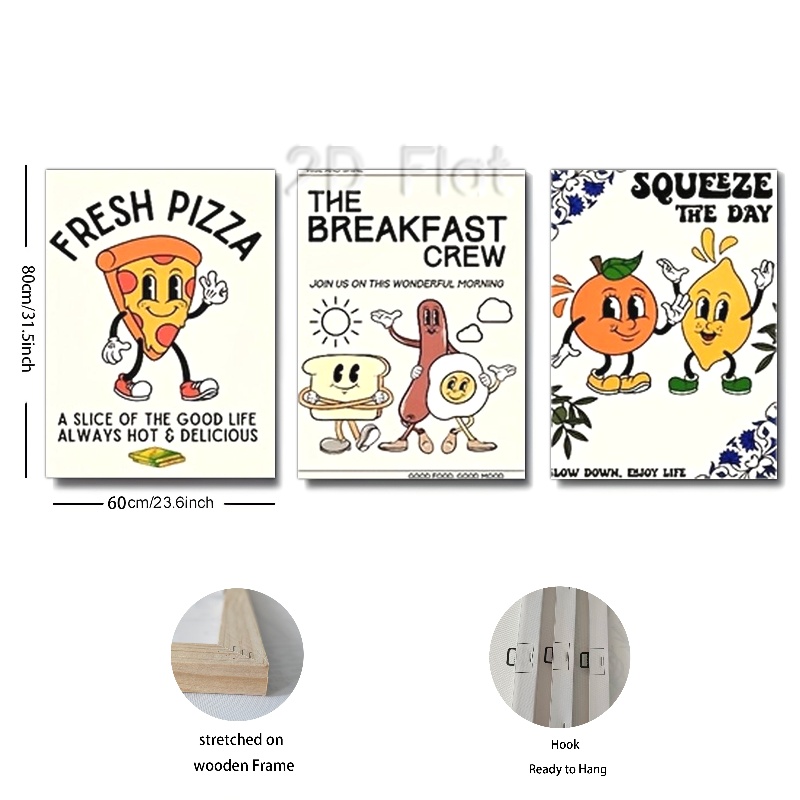 2D Flat
80cm/31.5inch
FRESH PIZZA
A SLICE OF THE GOOD LIFE
ALWAYS HOT & DELICIOUS
60cm/23.6inch
THE
BREAKFAST
CREW
JOIN US ON THIS WONDERFUL MORNING
GOOD FOOD, GOOD MOOD
SQUEEZE
THE DAY
SLOW DOWN, ENJOY LIFE
stretched on
wooden Frame
Hook
Ready to Hang